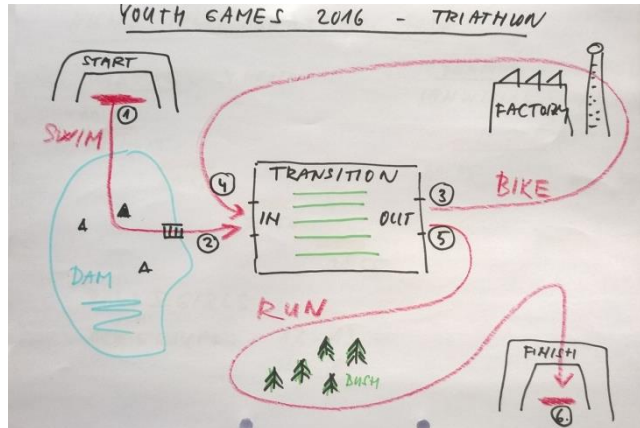 YOUTH GAMES 2016 - TRIATHLON
START
1
SWIM
FACTORY
4
TRANSITION
3
BIKE
IN
OUT
2
5
DAM
RUN
BUSH
FINISH
6.